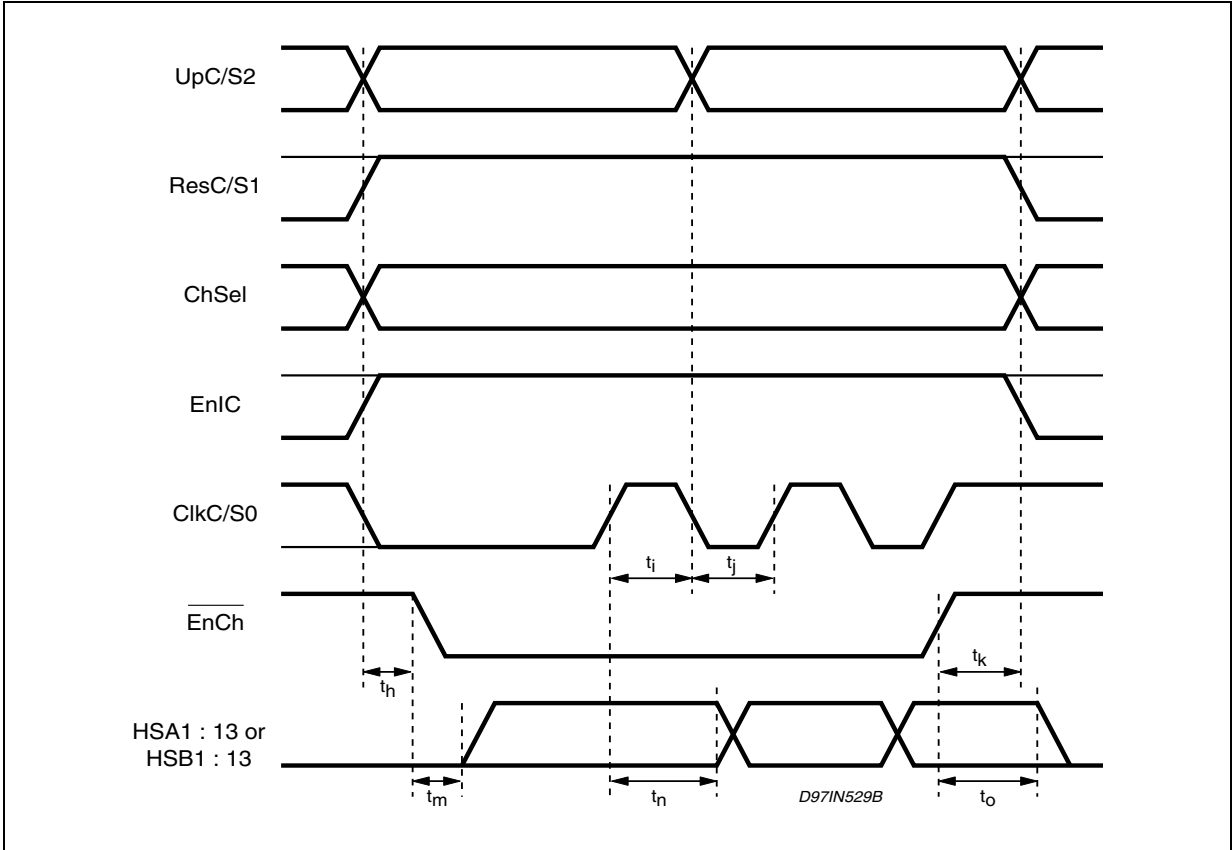 UpC/S2
ResC/S1
ChSel
EnIC
ClkC/S0
ti
tj
EnCh
th
tk
HSA1 : 13 or
HSB1 : 13
tm
tn
D97IN529B
to